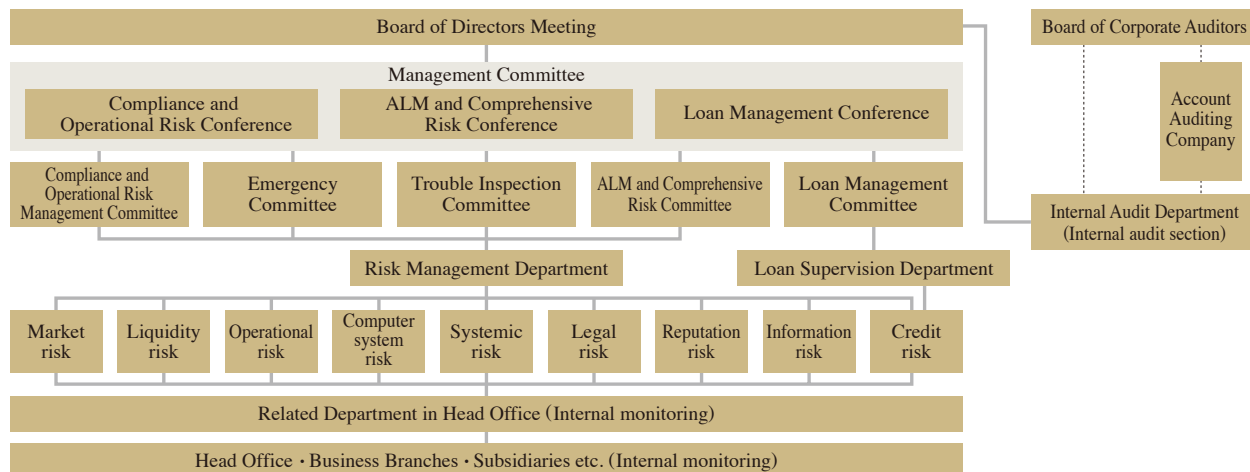 Board of Directors Meeting
Board of Corporate Auditors
Management Committee
Compliance and
Operational Risk Conference
ALM and Comprehensive
Risk Conference
Loan Management Conference
Account
Auditing
Company
Compliance and
Operational Risk
Management Committee
Emergency
Committee
Trouble Inspection
Committee
ALM and Comprehensive
Risk Committee
Loan Management
Committee
Internal Audit Department
(Internal audit section)
Risk Management Department
Loan Supervision Department
Market
risk
Liquidity
risk
Operational
risk
Computer
system
risk
Systemic
risk
Legal
risk
Reputation
risk
Information
risk
Credit
risk
Related Department in Head Office (Internal monitoring)
Head Office・Business Branches・Subsidiaries etc. (Internal monitoring)